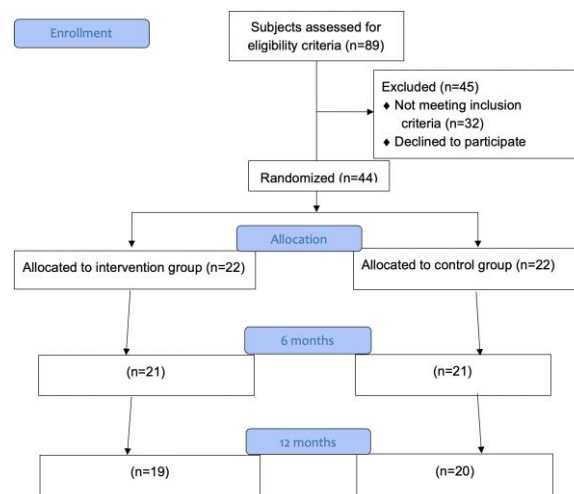 Enrollment
Subjects assessed for
eligibility criteria (n=89)
Excluded (n=45)
♦ Not meeting inclusion
criteria (n=32)
♦ Declined to participate
Randomized (n=44)
Allocation
Allocated to intervention group (n=22)
Allocated to control group (n=22)
6 months
(n=21)
(n=21)
12 months
(n=19)
(n=20)